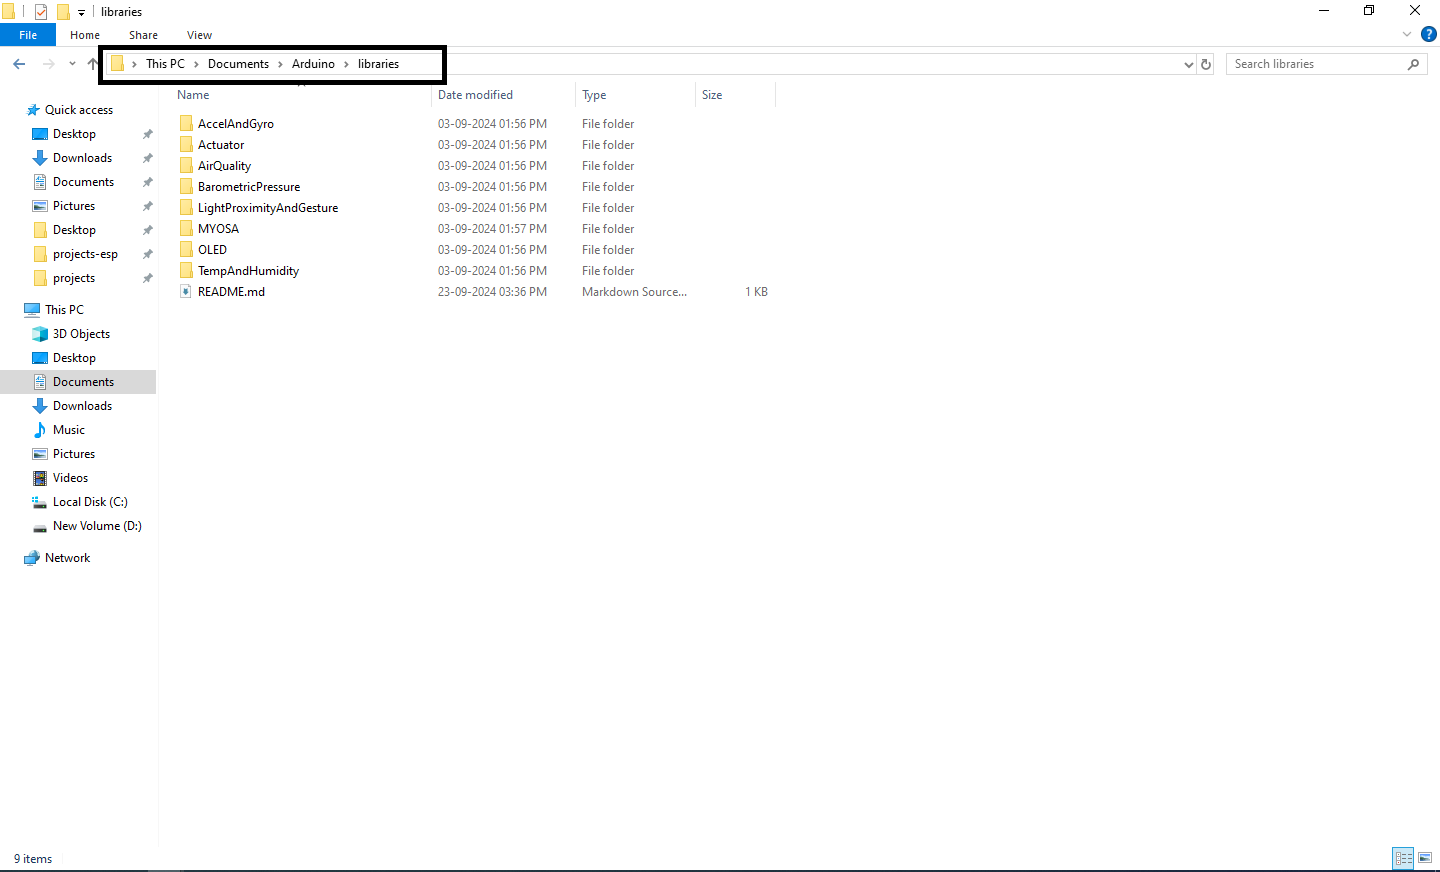 libraries
File Home Share View
This PC Documents Arduino libraries
Search libraries
Name Date modified Type Size
AccelAndGyro 03-09-2024 01:56 PM File folder
Actuator 03-09-2024 01:56 PM File folder
AirQuality 03-09-2024 01:56 PM File folder
BarometricPressure 03-09-2024 01:56 PM File folder
LightProximityAndGesture 03-09-2024 01:56 PM File folder
MYOSA 03-09-2024 01:57 PM File folder
OLED 03-09-2024 01:56 PM File folder
TempAndHumidity 03-09-2024 01:56 PM File folder
README.md 23-09-2024 03:36 PM Markdown Source... 1 KB
Quick access
Desktop
Downloads
Documents
Pictures
Desktop
projects-esp
projects
This PC
3D Objects
Desktop
Documents
Downloads
Music
Pictures
Videos
Local Disk (C:)
New Volume (D:)
Network
9 items